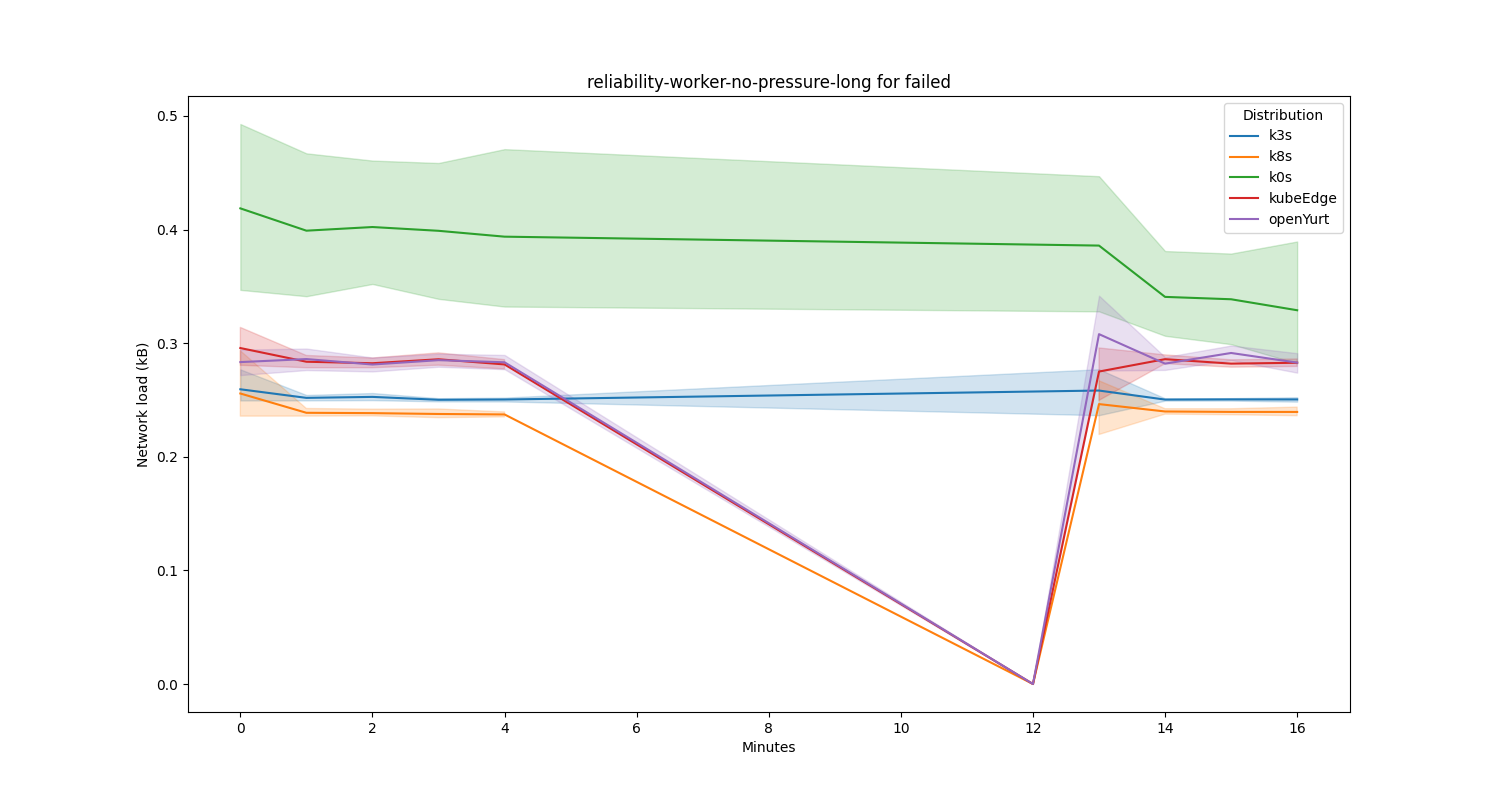 reliability-worker-no-pressure-long for failed
Distribution
k3s
k8s
k0s
kubeEdge
openYurt
Network load (kB)
0.5
0.4
0.3
0.2
0.1
0.0
0 2 4 6 8 10 12 14 16
Minutes